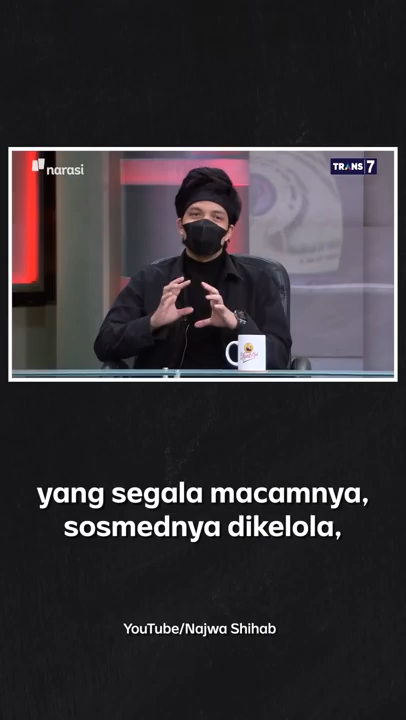 narasi
TRANS 7
yang segala macamnya,
sosmednya dikelola,
YouTube/Najwa Shihab